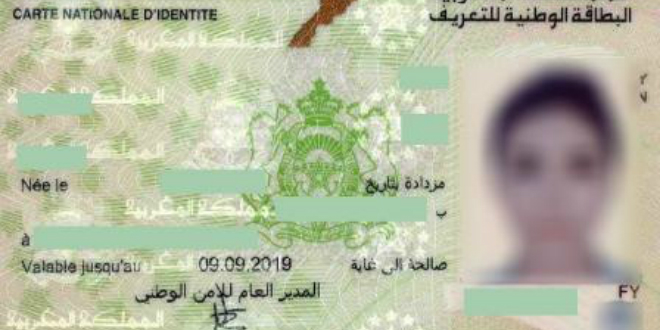 CARTE NATIONALE D'IDENTITE
البطاقة الوطنية للتعريف
Née le
مزدادة بتاريخ
ب
à
Valable jusqu'au 09.09.2019 صالحة الى غاية
المدير العام للأمن الوطني
FY